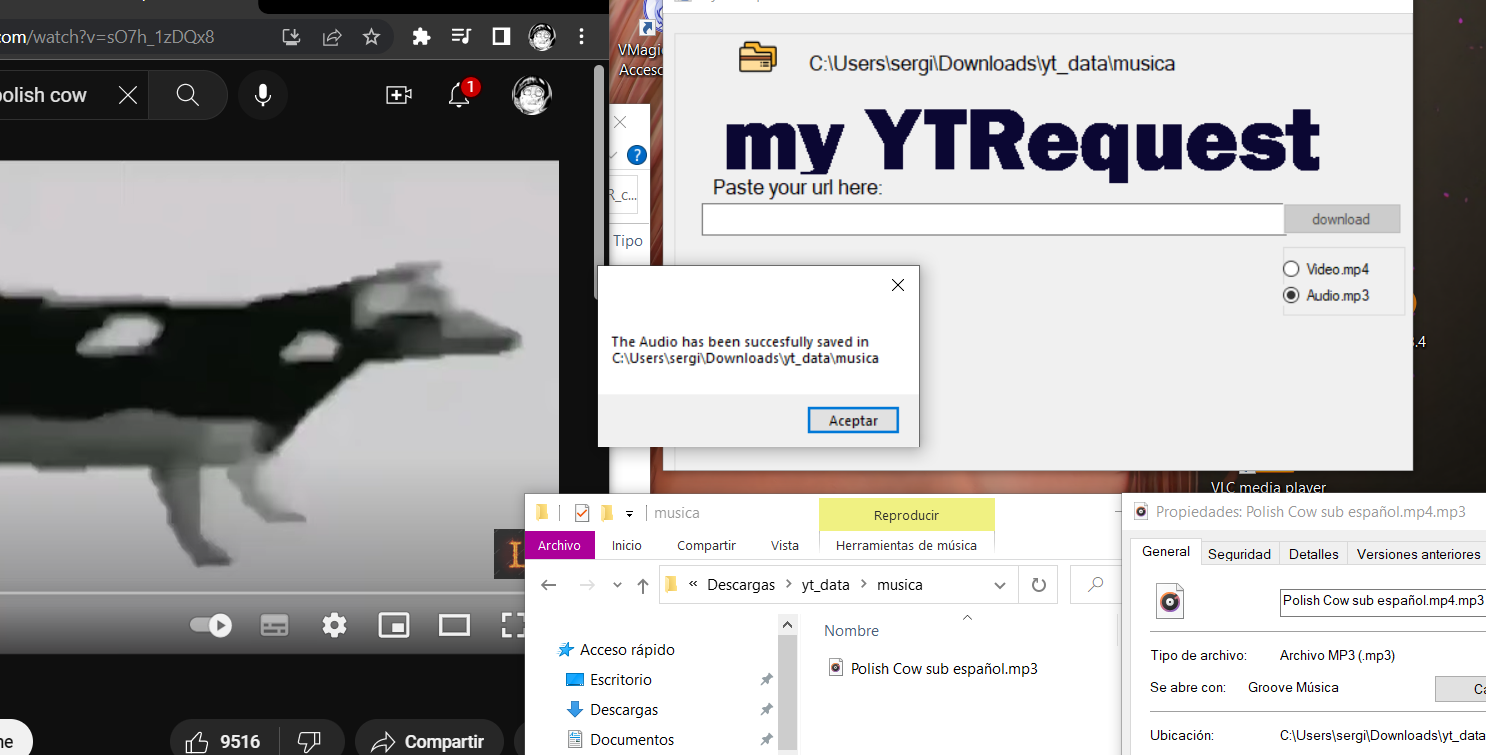 com/watch?v=sO7h_1zDQx8
polish cow
1
9516
Compartir
VMagi
Acceso
?
R_c...
Tipo
C:\Users\sergi\Downloads\yt_data\musica
my YTRequest
Paste your url here:
download
Video.mp4
Audio.mp3
3.4
VLC media player
The Audio has been succesfully saved in
C:\Users\sergi\Downloads\yt_data\musica
Aceptar
musica
Reproducir
Archivo
Inicio
Compartir
Vista
Herramientas de música
« Descargas > yt_data > musica
Nombre
Acceso rápido
Escritorio
Descargas
Documentos
Polish Cow sub español.mp3
Propiedades: Polish Cow sub español.mp4.mp3
General
Seguridad
Detalles
Versiones anteriores
Polish Cow sub español.mp4.mp3
Tipo de archivo: Archivo MP3 (.mp3)
Se abre con: Groove Música
Ca
Ubicación: C:\Users\sergi\Downloads\yt_data